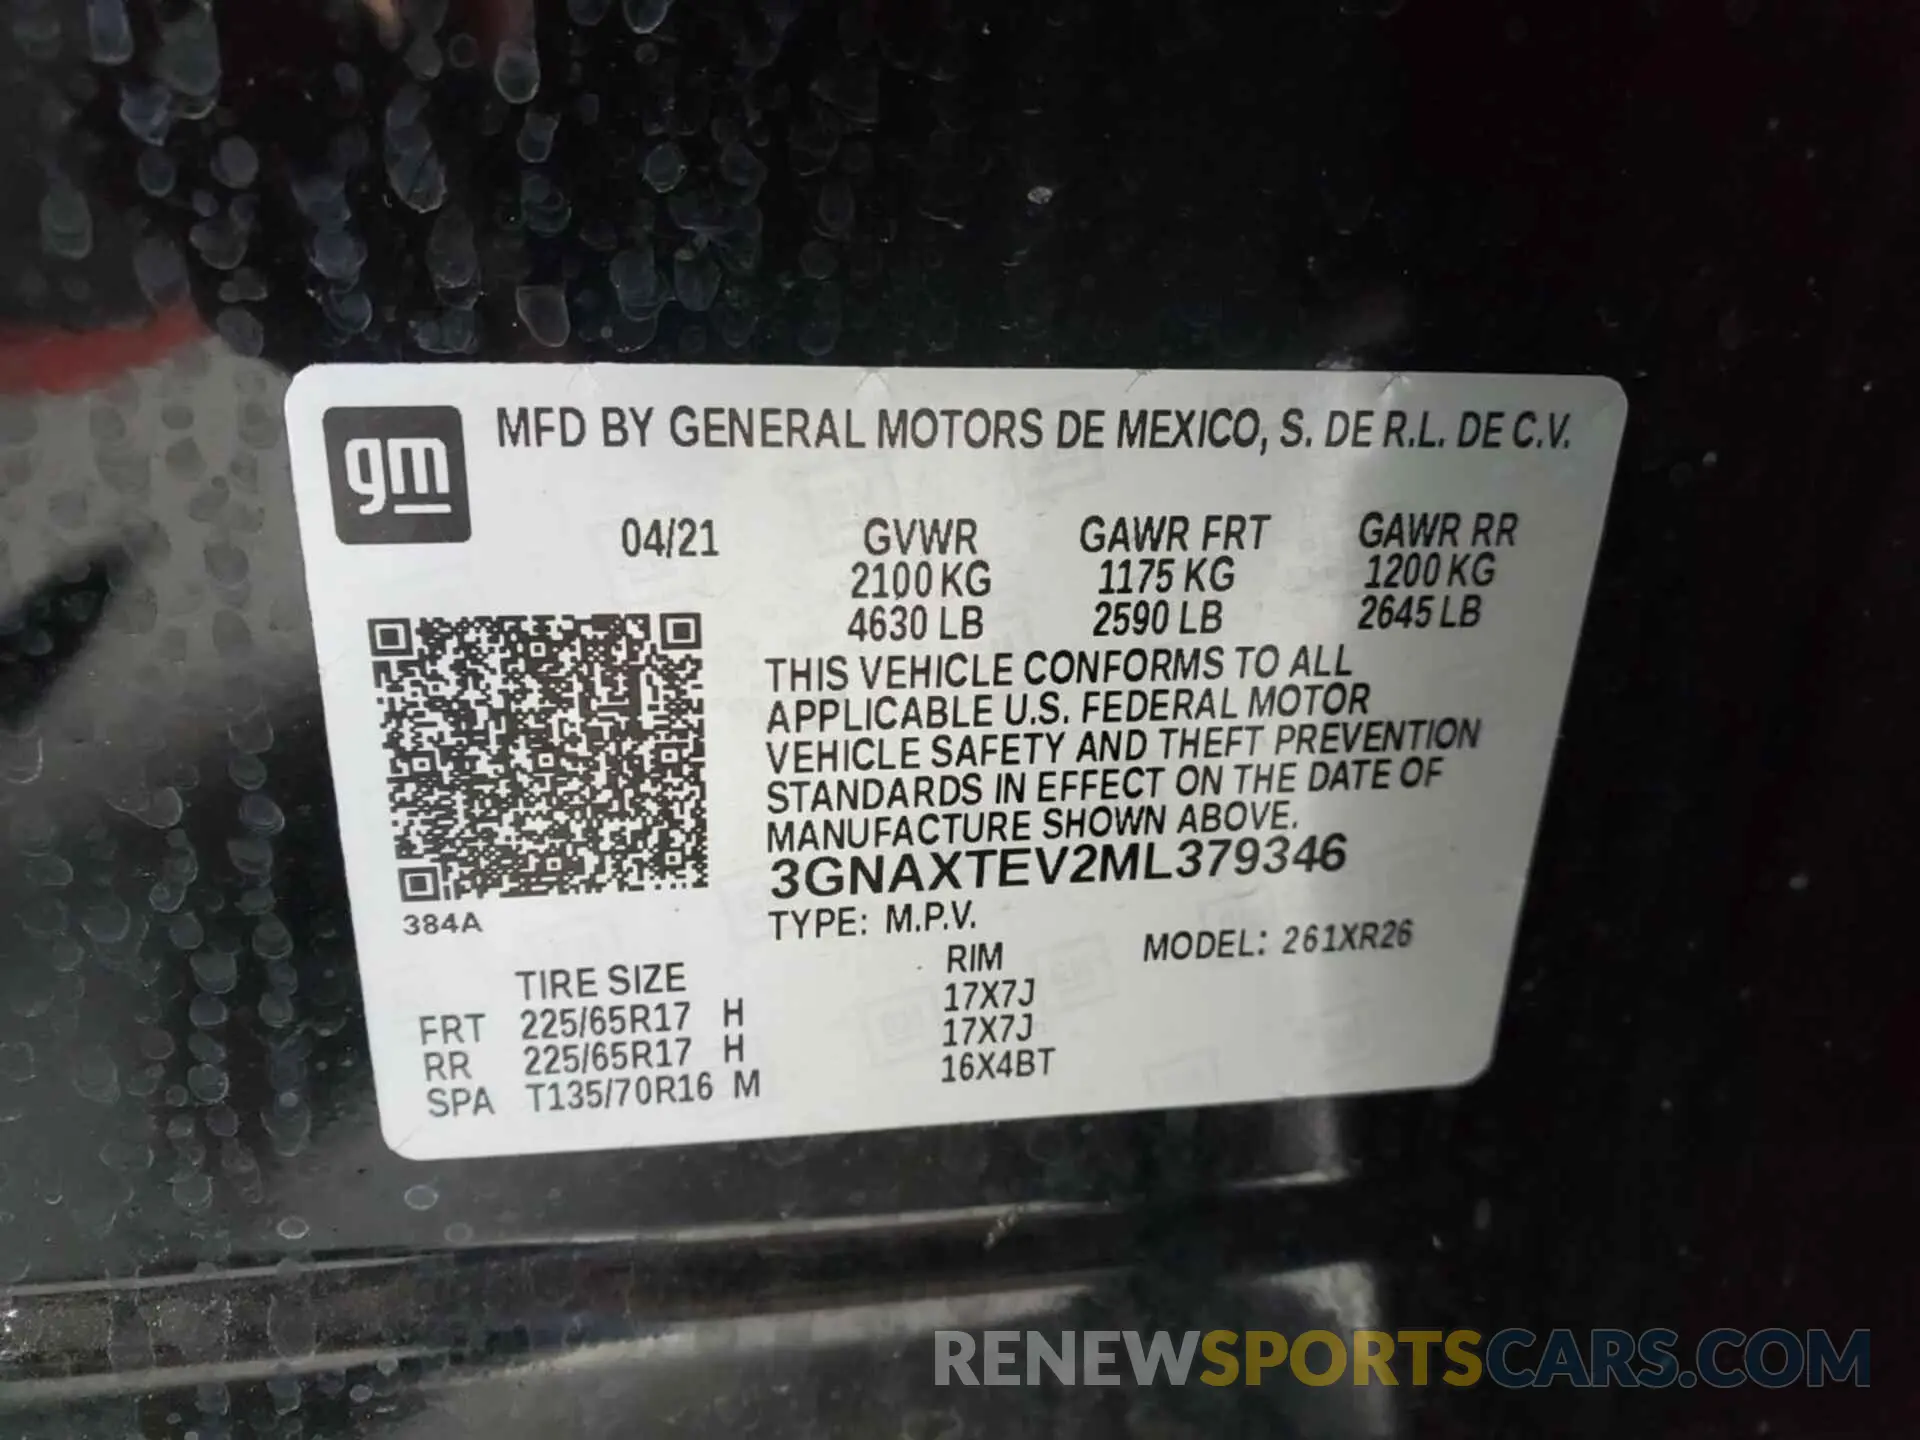 gm
MFD BY GENERAL MOTORS DE MEXICO, S. DE R.L. DE C.V.
04/21 GVWR GAWR FRT GAWR RR
2100 KG 1175 KG 1200 KG
4630 LB 2590 LB 2645 LB
THIS VEHICLE CONFORMS TO ALL
APPLICABLE U.S. FEDERAL MOTOR
VEHICLE SAFETY AND THEFT PREVENTION
STANDARDS IN EFFECT ON THE DATE OF
MANUFACTURE SHOWN ABOVE.
3GNAXTEV2ML379346
384A
TYPE: M.P.V.
MODEL: 261XR26
TIRE SIZE RIM
FRT 225/65R17 H 17X7J
RR 225/65R17 H 17X7J
SPA T135/70R16 M 16X4BT
RENEWSPORTSCARS.COM